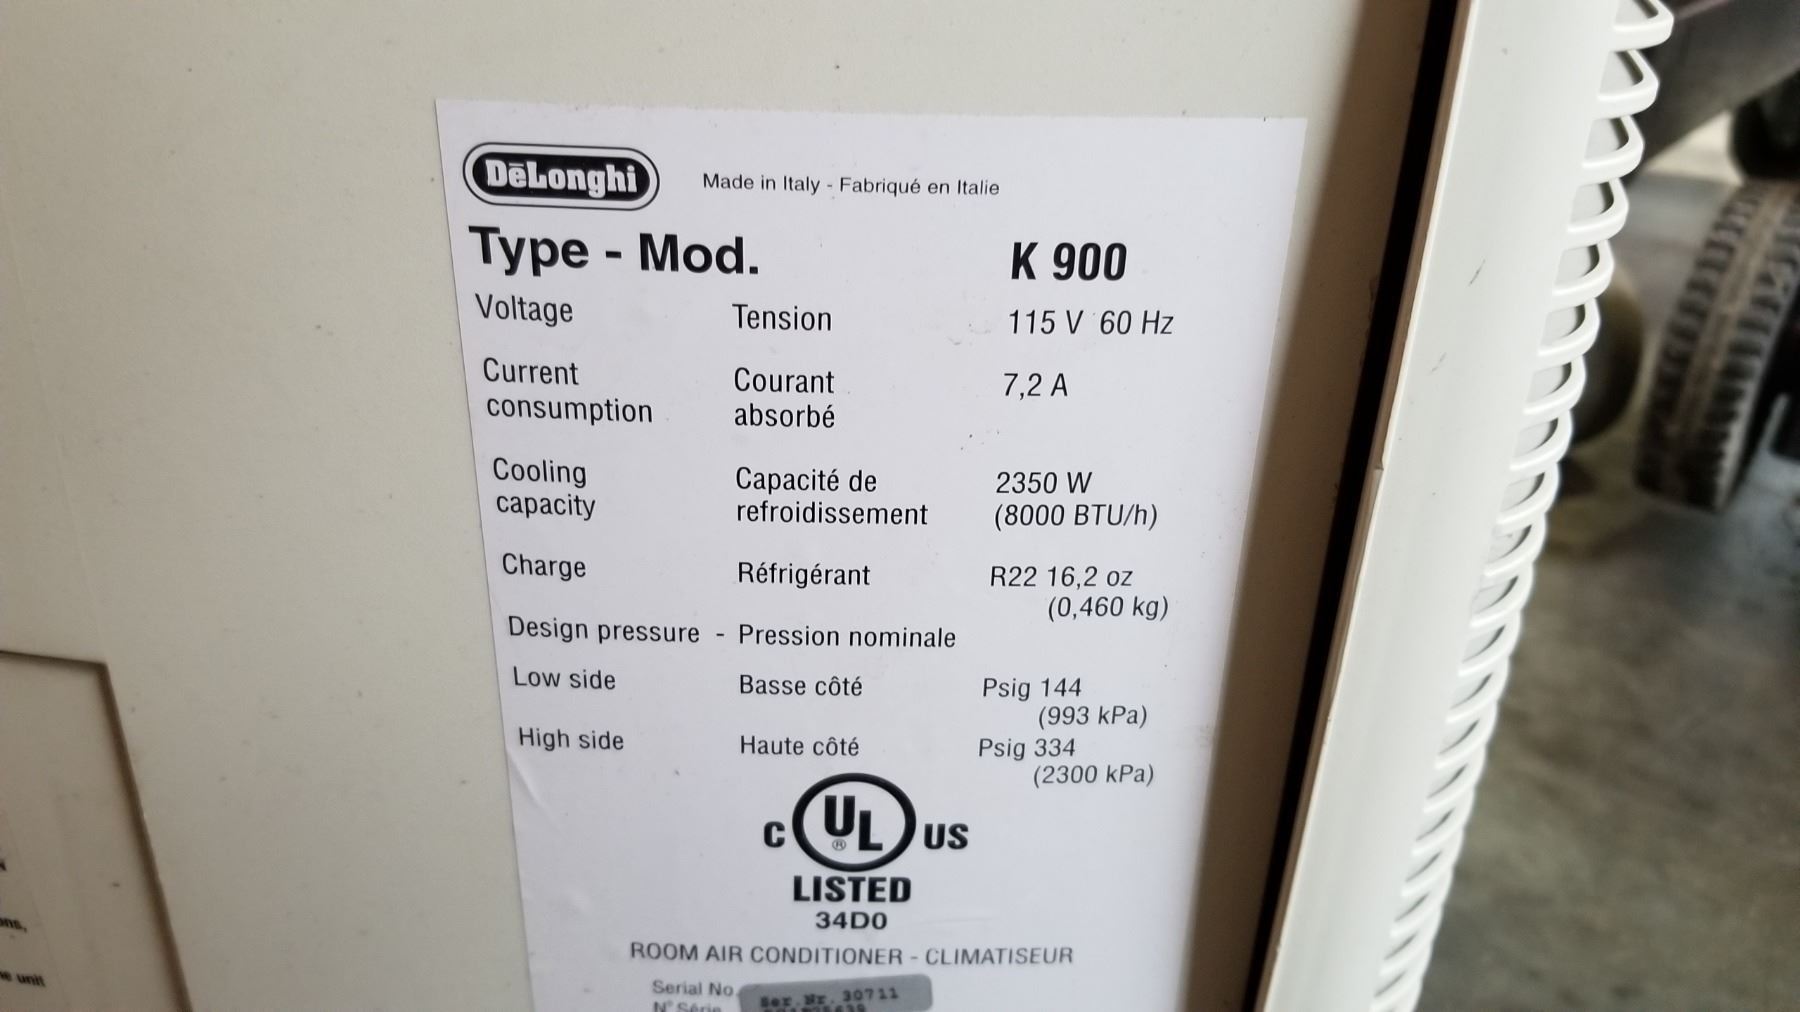 DēLonghi
Made in Italy - Fabriqué en Italie
Type - Mod. K 900
Voltage Tension 115 V 60 Hz
Current Courant 7,2 A
consumption absorbé
Cooling Capacité de 2350 W
capacity refroidissement (8000 BTU/h)
Charge Réfrigérant R22 16,2 oz
(0,460 kg)
Design pressure - Pression nominale
Low side Basse côté Psig 144
(993 kPa)
High side Haute côté Psig 334
(2300 kPa)
C UL ® US
LISTED
34D0
ROOM AIR CONDITIONER - CLIMATISEUR
Serial No. Ser. Nr. 30711
N° Série
ons,
unit